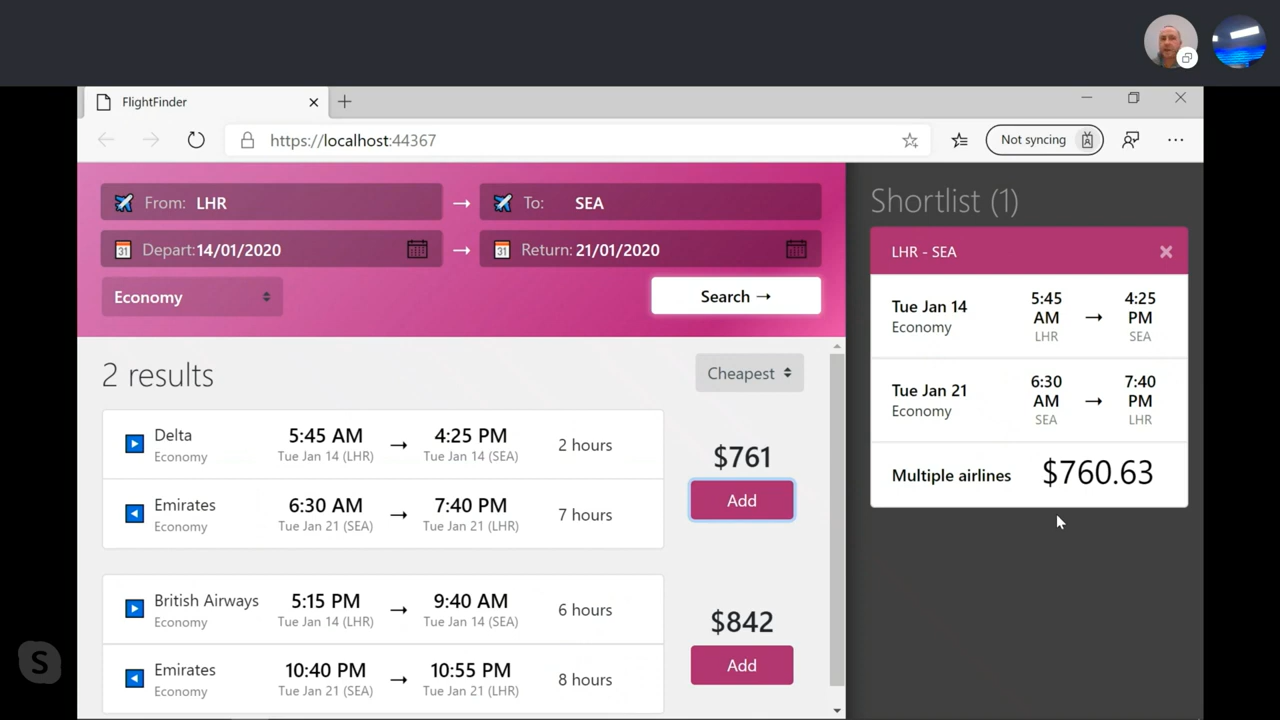 FlightFinder
https://localhost:44367
Not syncing
From: LHR
To: SEA
Depart: 14/01/2020
Return: 21/01/2020
Economy
Search →
2 results
Cheapest
Delta
Economy
5:45 AM → 4:25 PM
Tue Jan 14 (LHR) Tue Jan 14 (SEA)
2 hours
Emirates
Economy
6:30 AM → 7:40 PM
Tue Jan 21 (SEA) Tue Jan 21 (LHR)
7 hours
$761
Add
British Airways
Economy
5:15 PM → 9:40 AM
Tue Jan 14 (LHR) Tue Jan 14 (SEA)
6 hours
Emirates
Economy
10:40 PM → 10:55 PM
Tue Jan 21 (SEA) Tue Jan 21 (LHR)
8 hours
$842
Add
Shortlist (1)
LHR - SEA
Tue Jan 14
Economy
5:45
AM
LHR
→
4:25
PM
SEA
Tue Jan 21
Economy
6:30
AM
SEA
→
7:40
PM
LHR
Multiple airlines $760.63
S